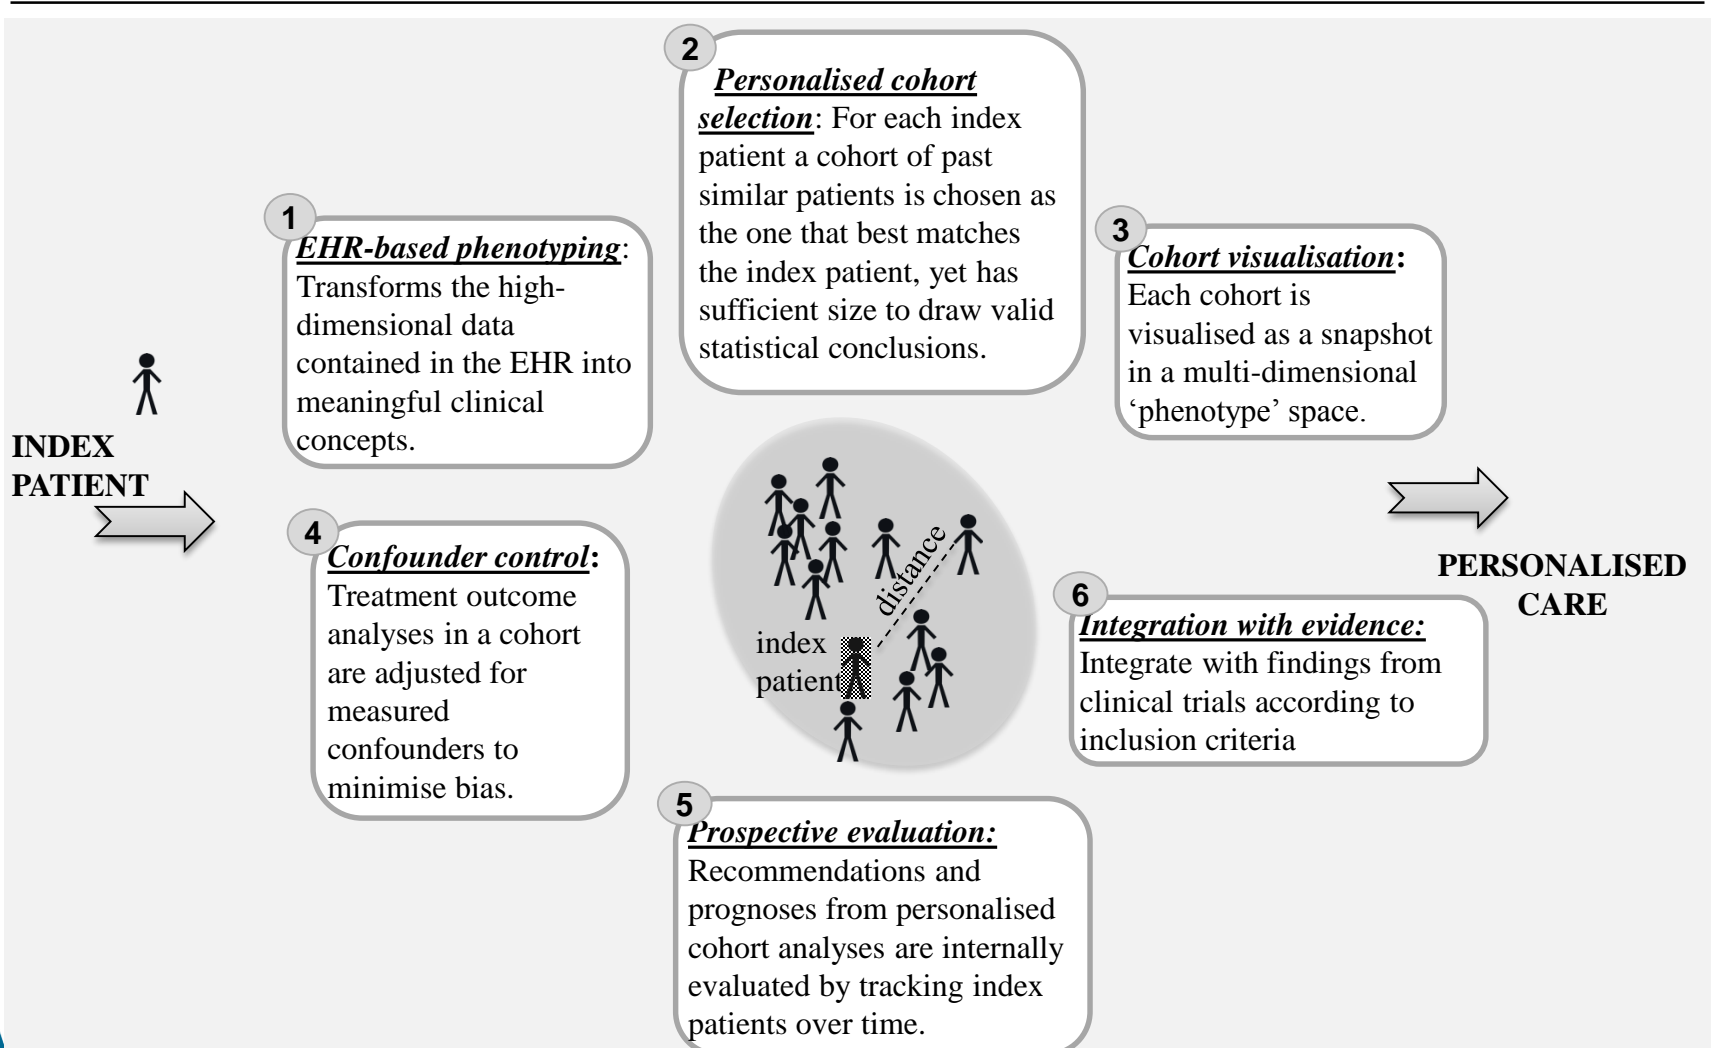 INDEX
PATIENT
1
EHR-based phenotyping:
Transforms the high-
dimensional data
contained in the EHR into
meaningful clinical
concepts.
2
Personalised cohort
selection: For each index
patient a cohort of past
similar patients is chosen as
the one that best matches
the index patient, yet has
sufficient size to draw valid
statistical conclusions.
3
Cohort visualisation:
Each cohort is
visualised as a snapshot
in a multi-dimensional
‘phenotype’ space.
4
Confounder control:
Treatment outcome
analyses in a cohort
are adjusted for
measured
confounders to
minimise bias.
distance
index
patient
5
Prospective evaluation:
Recommendations and
prognoses from personalised
cohort analyses are internally
evaluated by tracking index
patients over time.
6
Integration with evidence:
Integrate with findings from
clinical trials according to
inclusion criteria
PERSONALISED
CARE